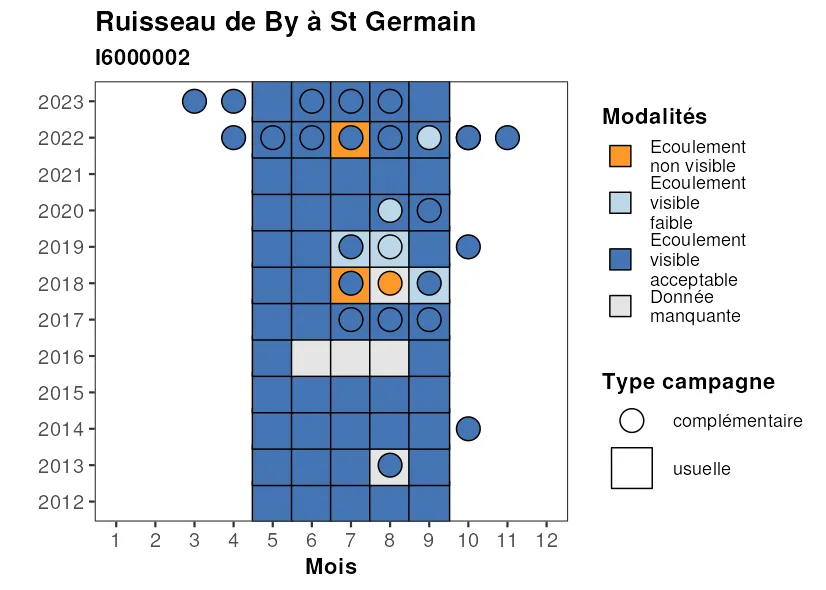 Ruisseau de By à St Germain
I6000002
2023
2022
2021
2020
2019
2018
2017
2016
2015
2014
2013
2012
1 2 3 4 5 6 7 8 9 10 11 12
Mois
Modalités
Ecoulement
non visible
Ecoulement
visible
faible
Ecoulement
visible
acceptable
Donnée
manquante
Type campagne
complémentaire
usuelle